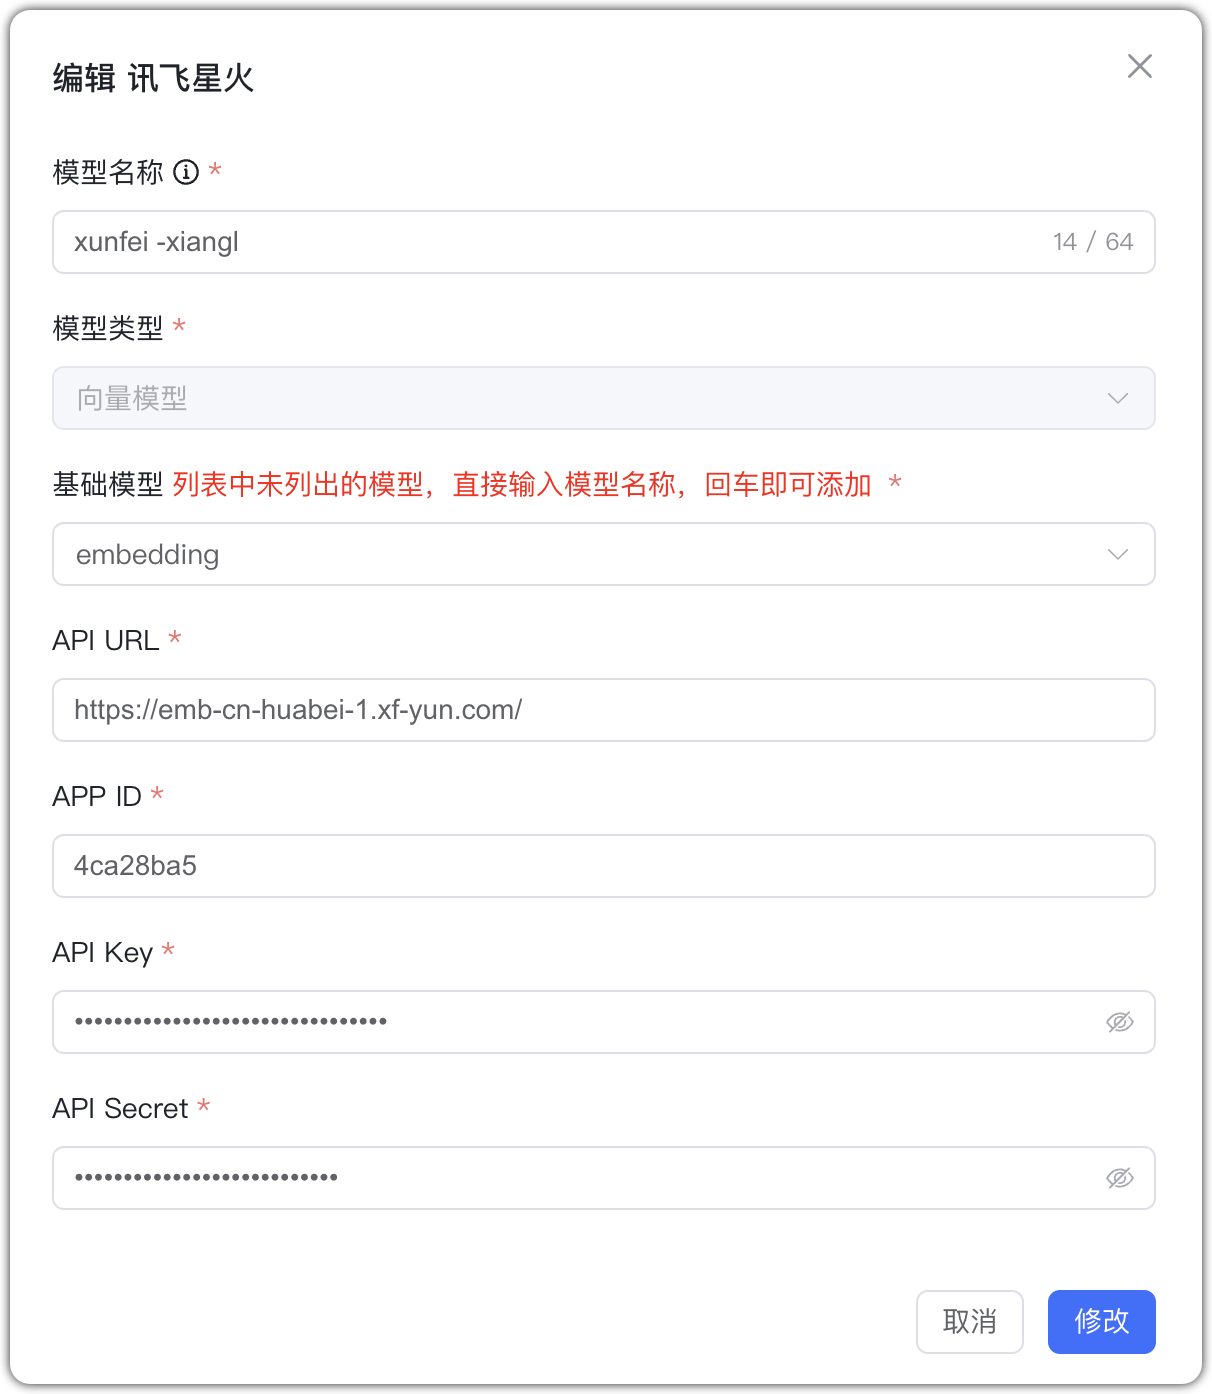 编辑 讯飞星火
模型名称 *
xunfei -xiangl 14 / 64
模型类型 *
向量模型
基础模型 列表中未列出的模型，直接输入模型名称，回车即可添加 *
embedding
API URL *
https://emb-cn-huabei-1.xf-yun.com/
APP ID *
4ca28ba5
API Key *
••••••••••••••••••••••••••••••••
API Secret *
•••••••••••••••••••••••••••
取消 修改